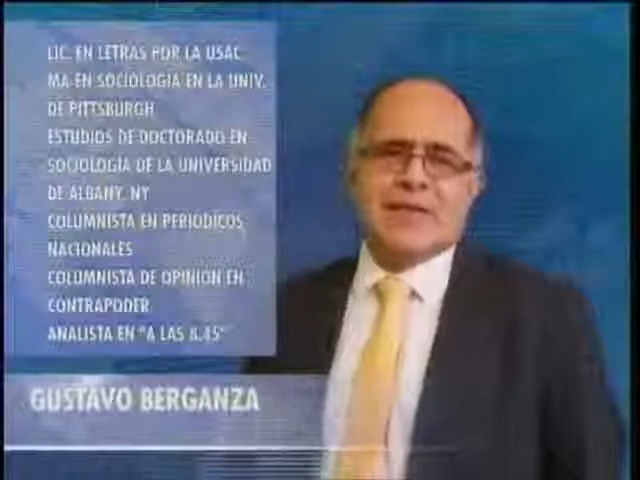 LIC. EN LETRAS POR LA USAC
MA EN SOCIOLOGIA EN LA UNIV.
DE PITTSBURGH
ESTUDIOS DE DOCTORADO EN
SOCIOLOGÍA DE LA UNIVERSIDAD
DE ALBANY, NY
COLUMNISTA EN PERIODICOS
NACIONALES
COLUMNISTA DE OPINION EN
CONTRAPODER
ANALISTA EN "A LAS 8.45"
GUSTAVO BERGANZA